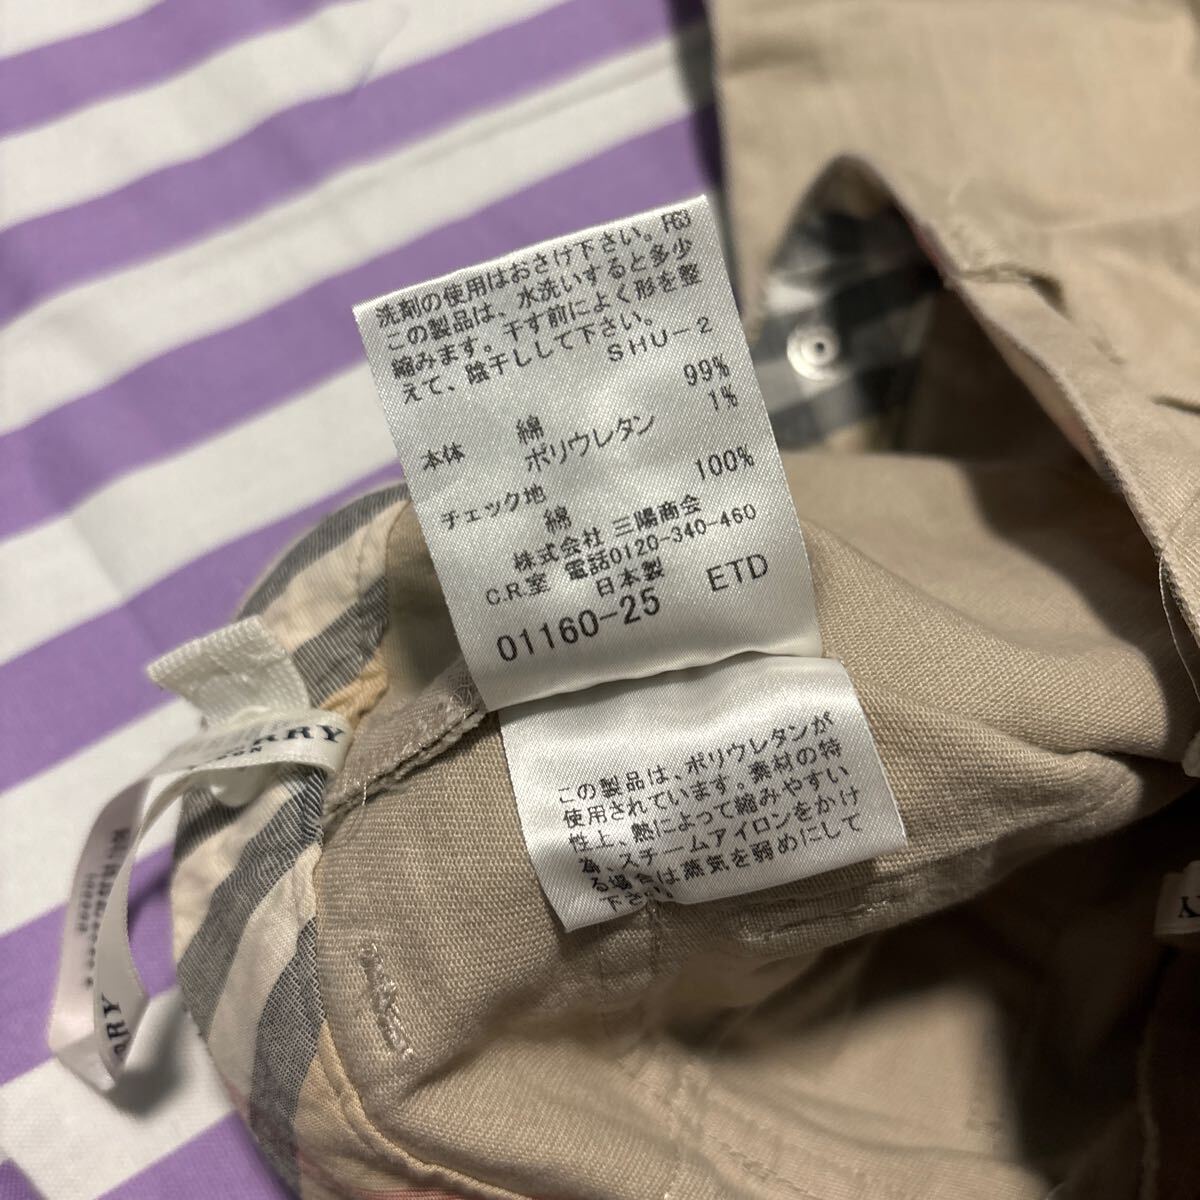 洗剤の使用はおさけ下さい。F63
この製品は、水洗いすると多少
縮みます。干す前によく形を整
えて、陰干しして下さい。
SHU-2
本体 綿 99%
ポリウレタン 1%
チェック地
綿 100%
株式会社 三陽商会
C.R.室 電話0120-340-460
日本製
01160-25 ETD
この製品は、ポリウレタンが
使用されています。素材の特
性上、熱によって縮みやすい
為、スチームアイロンをかけ
る場合は蒸気を弱めにして
下さい。
RRY
RRY
RY